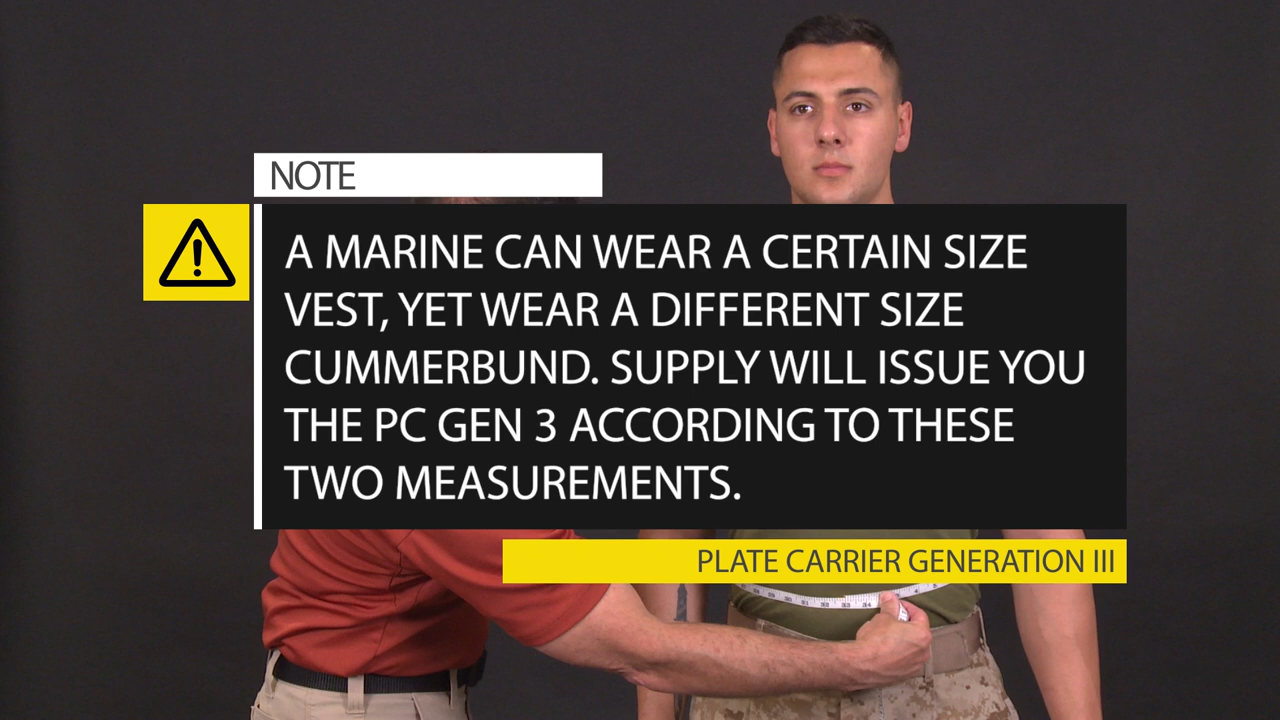 NOTE
A MARINE CAN WEAR A CERTAIN SIZE
VEST, YET WEAR A DIFFERENT SIZE
CUMMERBUND. SUPPLY WILL ISSUE YOU
THE PC GEN 3 ACCORDING TO THESE
TWO MEASUREMENTS.
PLATE CARRIER GENERATION III